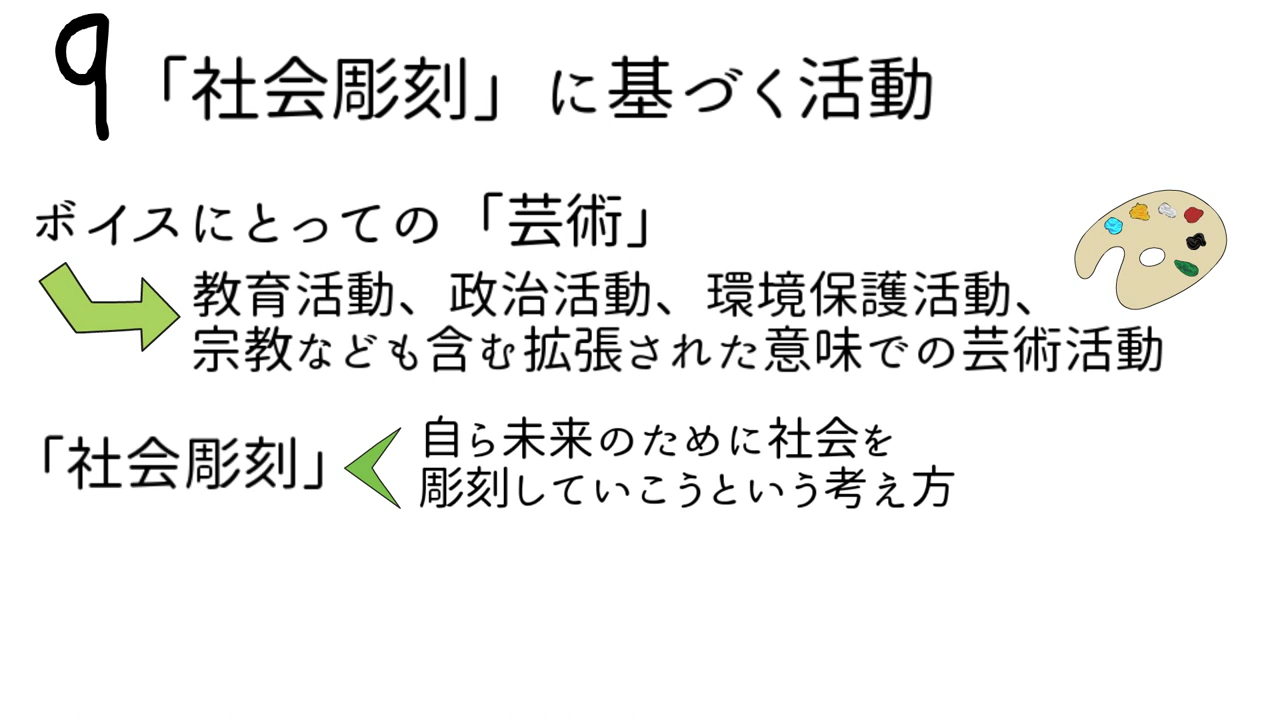 9「社会彫刻」に基づく活動
ボイスにとっての「芸術」
教育活動、政治活動、環境保護活動、
宗教なども含む拡張された意味での芸術活動
「社会彫刻」
自ら未来のために社会を
彫刻していこうという考え方